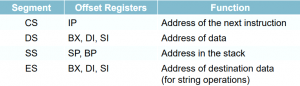 Segment Offset Registers Function
CS IP Address of the next instruction
DS BX, DI, SI Address of data
SS SP, BP Address in the stack
ES BX, DI, SI Address of destination data
(for string operations)